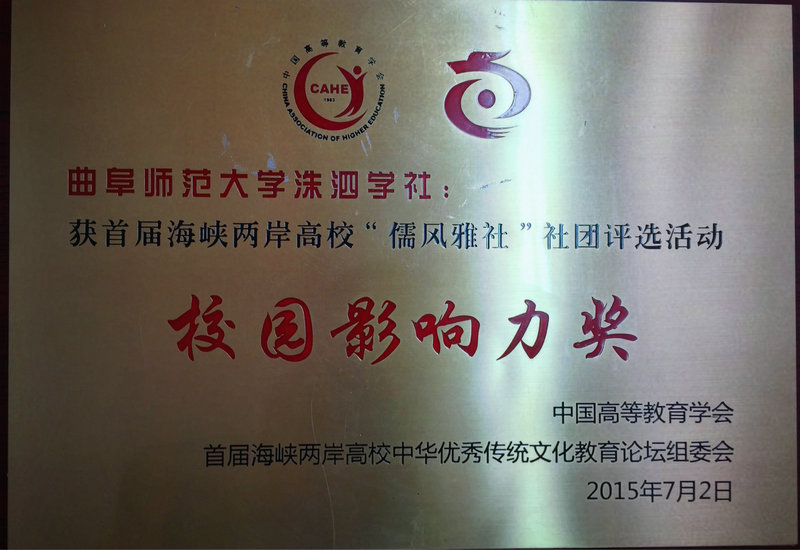 中国高等教育学会
CAHE
1983
CHINA ASSOCIATION OF HIGHER EDUCATION
曲阜师范大学洙泗学社：
获首届海峡两岸高校“儒风雅社”社团评选活动
校园影响力奖
中国高等教育学会
首届海峡两岸高校中华优秀传统文化教育论坛组委会
2015年7月2日